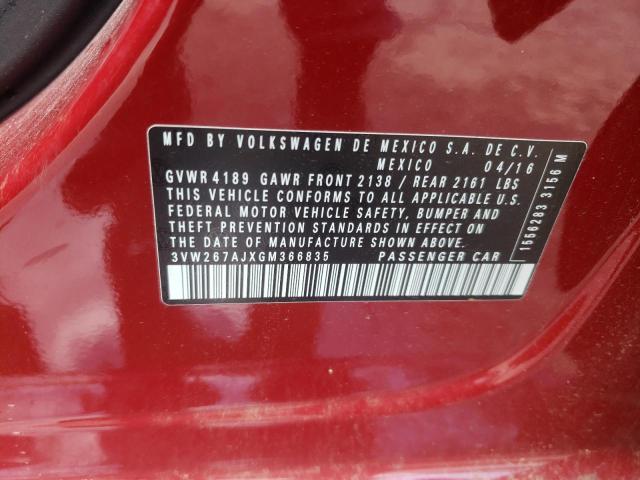 MFD BY VOLKSWAGEN DE MEXICO S.A. DE C.V.
MEXICO 04/16
GVWR 4189 GAWR FRONT 2138 / REAR 2161 LBS
THIS VEHICLE CONFORMS TO ALL APPLICABLE U.S.
FEDERAL MOTOR VEHICLE SAFETY, BUMPER AND
THEFT PREVENTION STANDARDS IN EFFECT ON
THE DATE OF MANUFACTURE SHOWN ABOVE.
3VW267AJXGM366835 PASSENGER CAR
1556283 3156 M